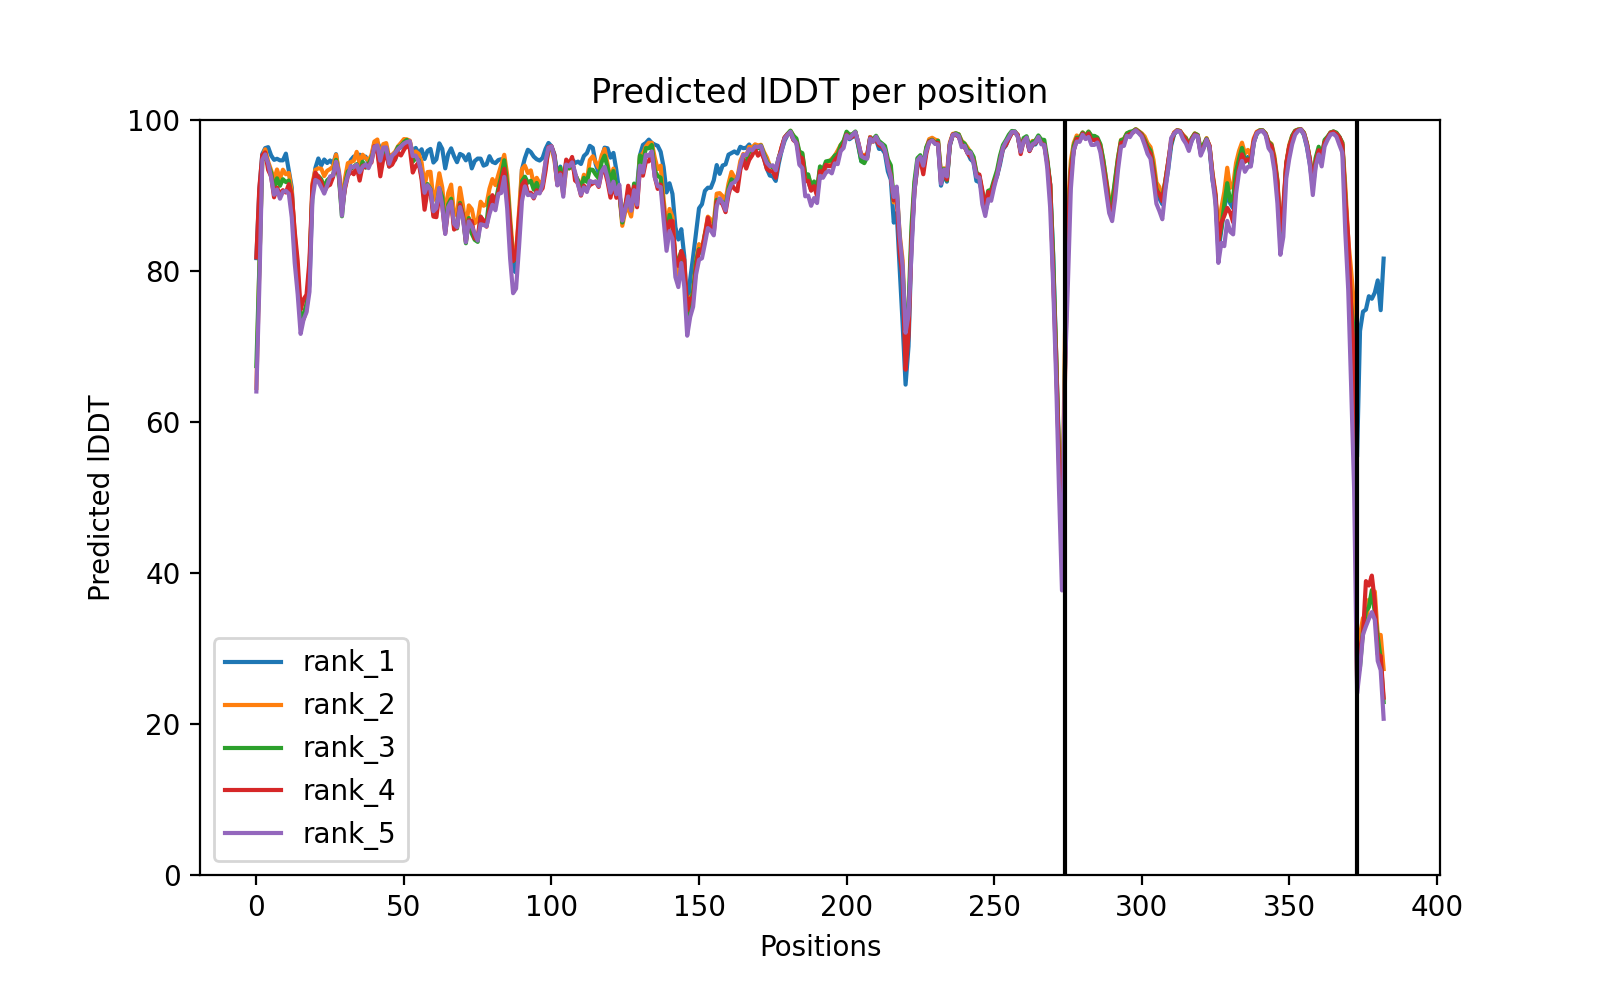 Predicted lDDT per position
100
80
60
40
20
0
Predicted lDDT
rank_1
rank_2
rank_3
rank_4
rank_5
0 50 100 150 200 250 300 350 400
Positions